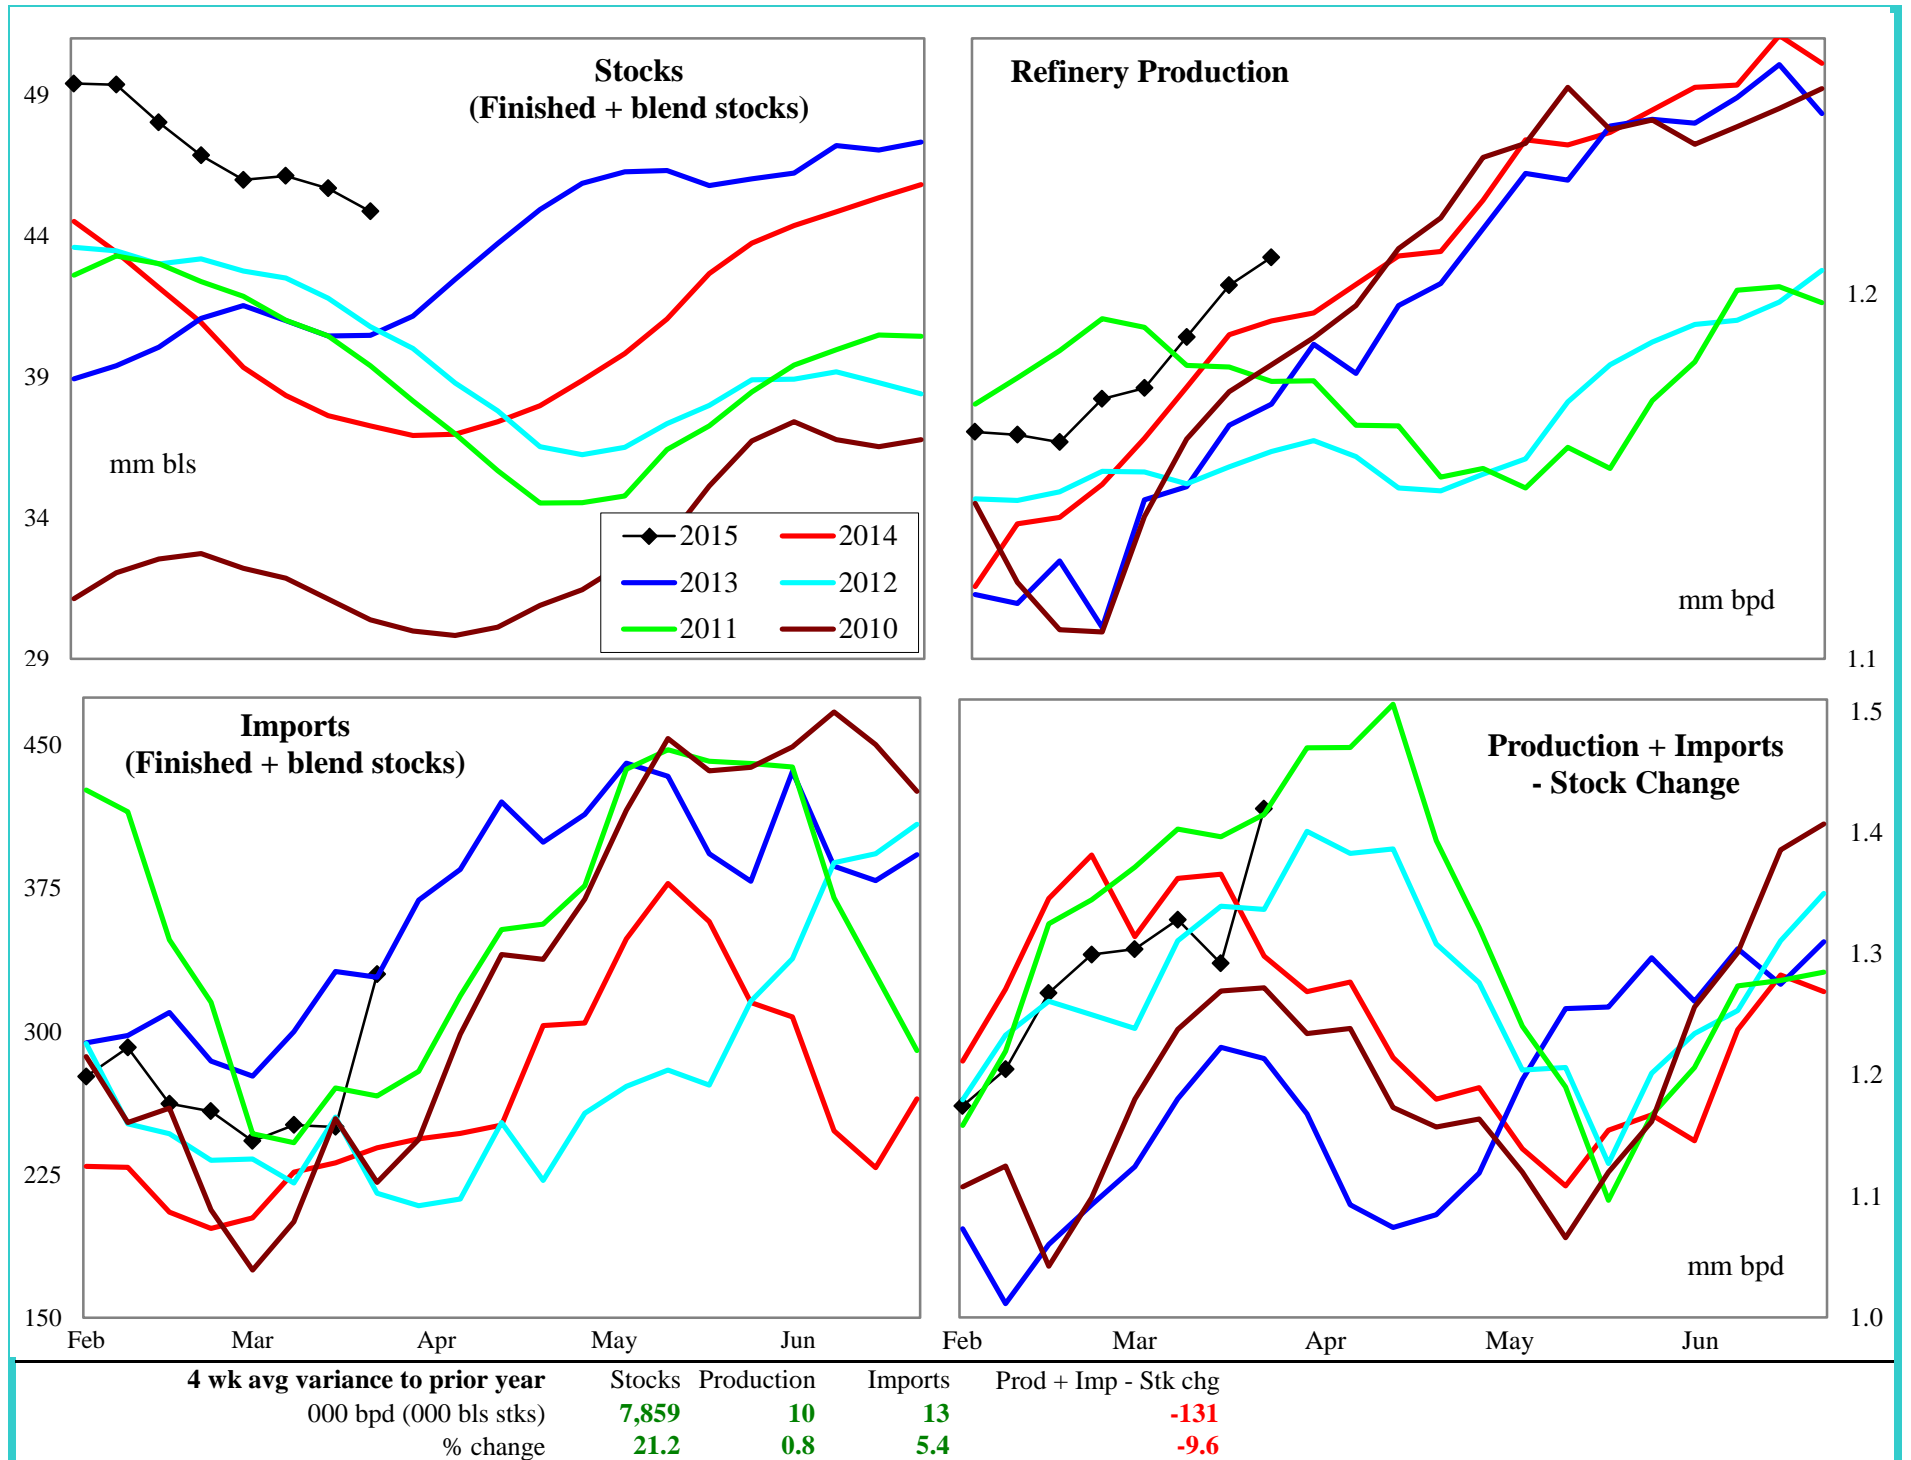 Stocks
(Finished + blend stocks)
49
44
39
34
29
mm bls
2015 2014
2013 2012
2011 2010
Refinery Production
1.2
1.1
mm bpd
Imports
(Finished + blend stocks)
450
375
300
225
150
Feb Mar Apr May Jun
Production + Imports
- Stock Change
1.5
1.4
1.3
1.2
1.1
1.0
mm bpd
Feb Mar Apr May Jun
4 wk avg variance to prior year Stocks Production Imports Prod + Imp - Stk chg
000 bpd (000 bls stks) 7,859 10 13 -131
% change 21.2 0.8 5.4 -9.6